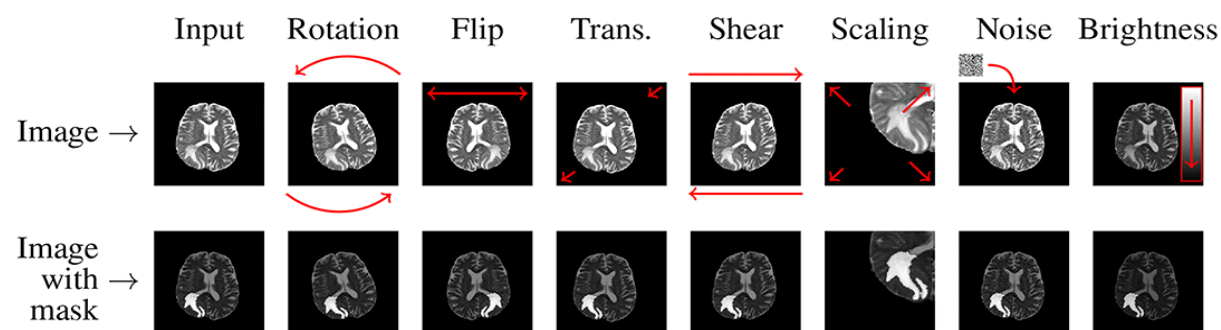 Input Rotation Flip Trans. Shear Scaling Noise Brightness
Image →
Image
with →
mask